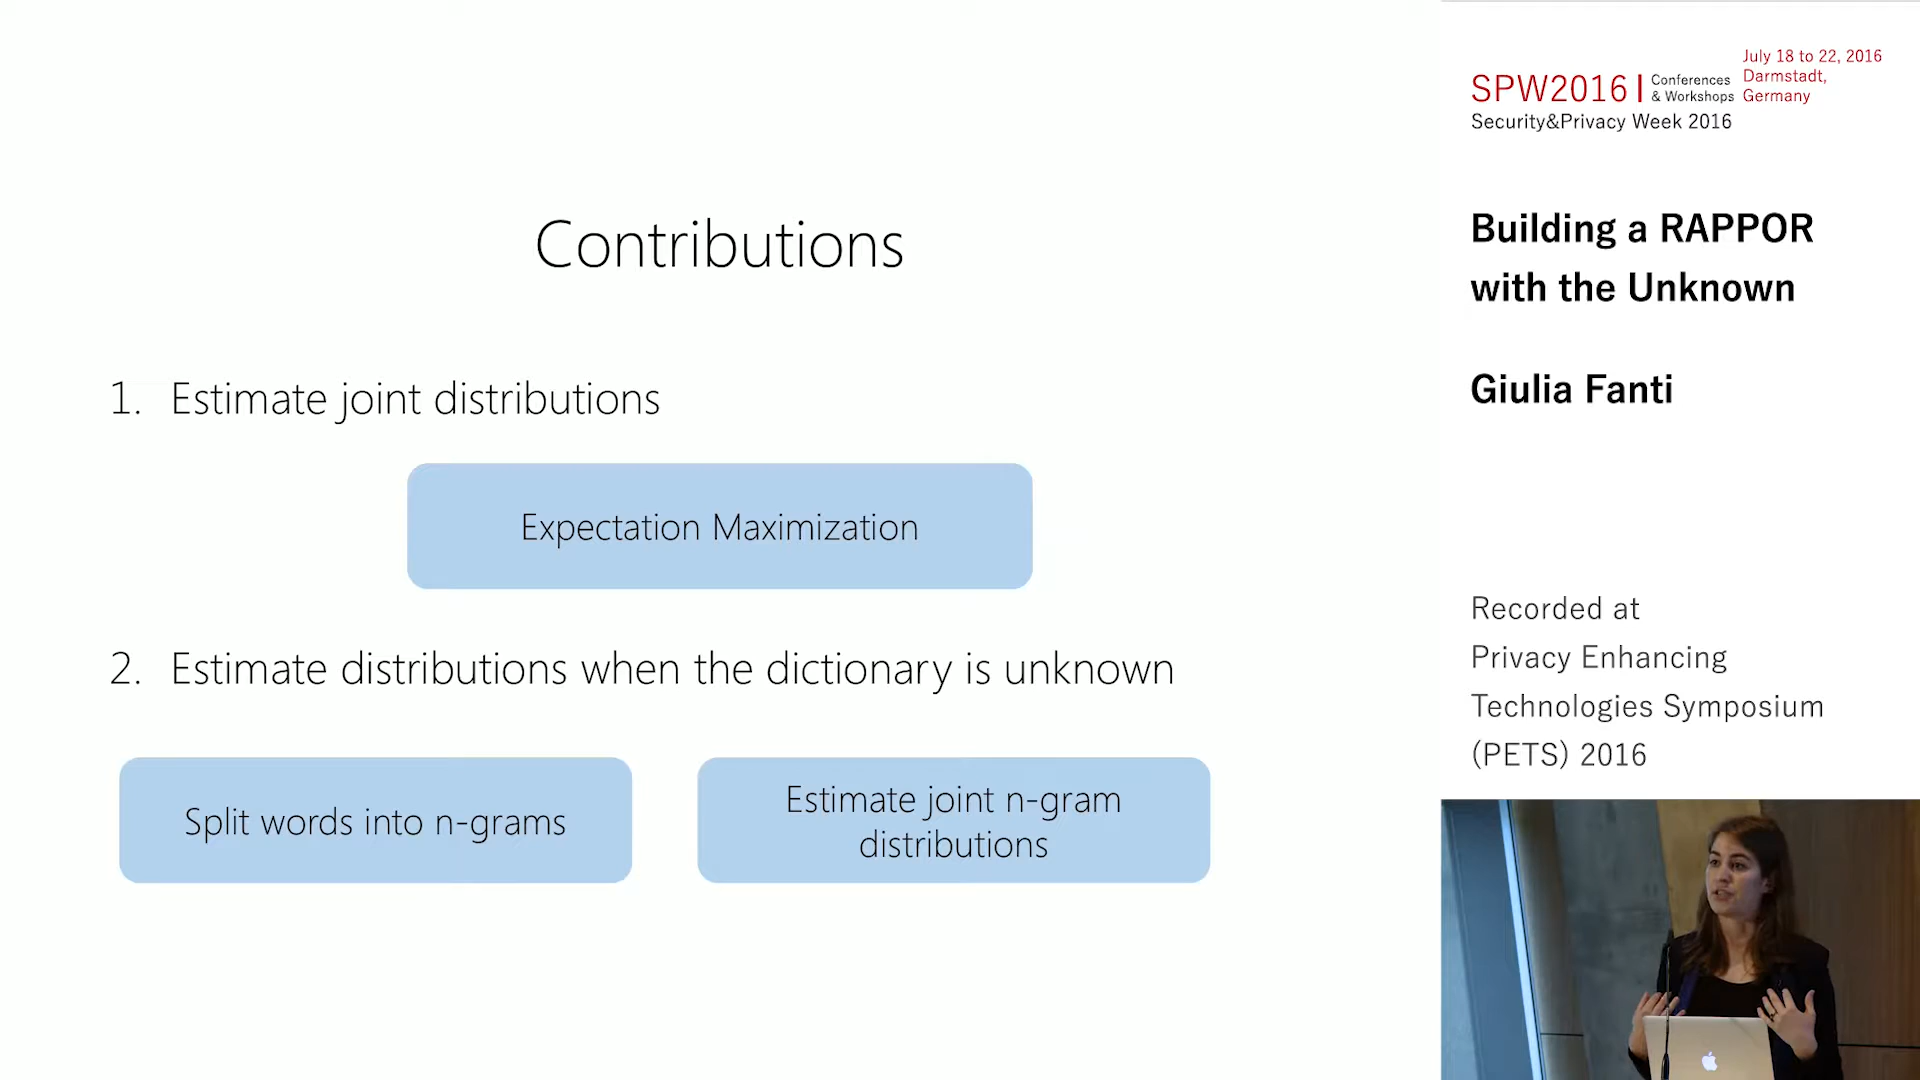 Contributions
1. Estimate joint distributions
Expectation Maximization
2. Estimate distributions when the dictionary is unknown
Split words into n-grams
Estimate joint n-gram
distributions
SPW2016 | Conferences
& Workshops
July 18 to 22, 2016
Darmstadt,
Germany
Security&Privacy Week 2016
Building a RAPPOR
with the Unknown
Giulia Fanti
Recorded at
Privacy Enhancing
Technologies Symposium
(PETS) 2016